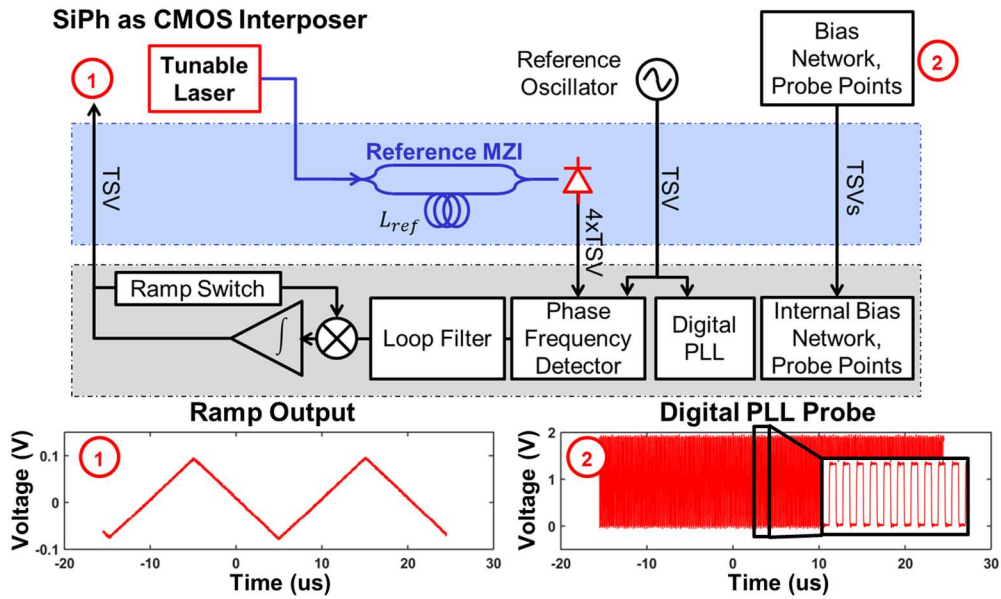 SiPh as CMOS Interposer
1
Tunable
Laser
Reference
Oscillator
Bias
Network,
Probe Points
2
Reference MZI
L_ref
TSV
4xTSV
TSV
TSVs
Ramp Switch
∫
Loop Filter
Phase
Frequency
Detector
Digital
PLL
Internal Bias
Network,
Probe Points
Ramp Output
1
Voltage (V)
0.1
0
-0.1
-20
-10
0
10
20
30
Time (us)
Digital PLL Probe
2
Voltage (V)
2
1
0
-20
-10
0
10
20
30
Time (us)